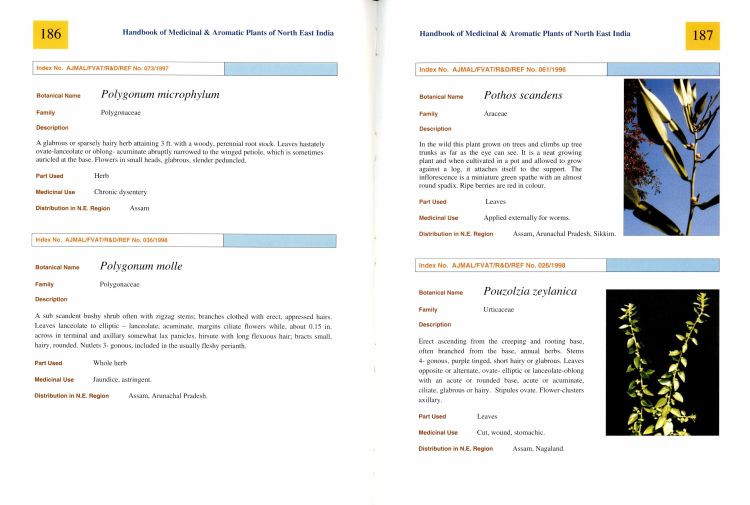 186
Handbook of Medicinal & Aromatic Plants of North East India
Index No. AJMAL/FVAT/R&D/REF No. 073/1997
Botanical Name Polygonum microphylum
Family Polygonaceae
Description
A glabrous or sparsely hairy herb attaining 3 ft. with a woody, perennial root stock. Leaves hastately
ovate-lanceolate or oblong- acuminate abruptly narrowed to the winged petiole, which is sometimes
auricled at the base. Flowers in small heads, glabrous, slender peduncled.
Part Used Herb
Medicinal Use Chronic dysentery
Distribution in N.E. Region Assam
Index No. AJMAL/FVAT/R&D/REF No. 036/1998
Botanical Name Polygonum molle
Family Polygonaceae
Description
A sub scandent bushy shrub often with zigzag stems; branches clothed with erect, appressed hairs.
Leaves lanceolate to elliptic – lanceolate, acuminate, margins ciliate flowers while, about 0.15 in.
across in terminal and axillary somewhat lax panicles, hirsute with long flexuous hair; bracts small,
hairy, rounded. Nutlets 3- gonous, included in the usually fleshy perianth.
Part Used Whole herb
Medicinal Use Jaundice, astringent.
Distribution in N.E. Region Assam, Arunachal Pradesh.
Handbook of Medicinal & Aromatic Plants of North East India
187
Index No. AJMAL/FVAT/R&D/REF No. 061/1996
Botanical Name Pothos scandens
Family Araceae
Description
In the wild this plant grown on trees and climbs up tree
trunks as far as the eye can see. It is a neat growing
plant and when cultivated in a pot and allowed to grow
against a log, it attaches itself to the support. The
inflorescence is a miniature green spathe with an almost
round spadix. Ripe berries are red in colour.
Part Used Leaves
Medicinal Use Applied externally for worms.
Distribution in N.E. Region Assam, Arunachal Pradesh, Sikkim.
Index No. AJMAL/FVAT/R&D/REF No. 026/1998
Botanical Name Pouzolzia zeylanica
Family Urticaceae
Description
Erect ascending from the creeping and rooting base,
often branched from the base, annual herbs. Stems
4- gonous, purple tinged, short hairy or glabrous. Leaves
opposite or alternate, ovate- elliptic or lanceolate-oblong
with an acute or rounded base, acute or acuminate,
ciliate, glabrous or hairy. Stipules ovate. Flower-clusters
axillary.
Part Used Leaves
Medicinal Use Cut, wound, stomachic.
Distribution in N.E. Region Assam, Nagaland.